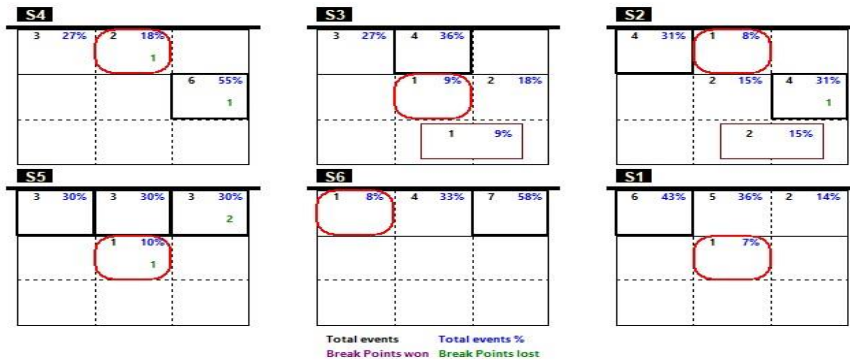 S4 S3 S2
3 27% 2 18% 3 27% 4 36% 4 31% 1 8%
1
6 55% 1 9% 2 18% 2 15% 4 31%
1 1
1 9% 2 15%
S5 S6 S1
3 30% 3 30% 3 30% 1 8% 4 33% 7 58% 6 43% 5 36% 2 14%
2
1 10% 1 7%
1
Total events Total events %
Break Points won Break Points lost